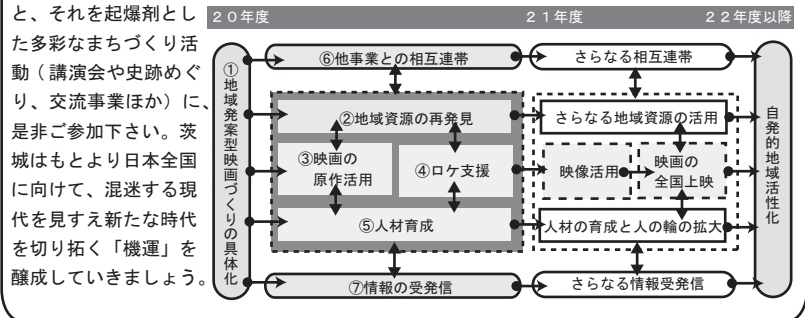 と、それを起爆剤とし
た多彩なまちづくり活
動（講演会や史跡めぐ
り、交流事業ほか）に、
是非ご参加下さい。茨
城はもとより日本全国
に向けて、混迷する現
代を見すえ新たな時代
を切り拓く「機運」を
醸成していきましょう。
２０年度
２１年度
２２年度以降
①地域発案型映画づくりの具体化
⑥他事業との相互連帯
さらなる相互連帯
②地域資源の再発見
さらなる地域資源の活用
③映画の
原作活用
④ロケ支援
映像活用
映画の
全国上映
⑤人材育成
人材の育成と人の輪の拡大
⑦情報の受発信
さらなる情報受発信
自発的地域活性化